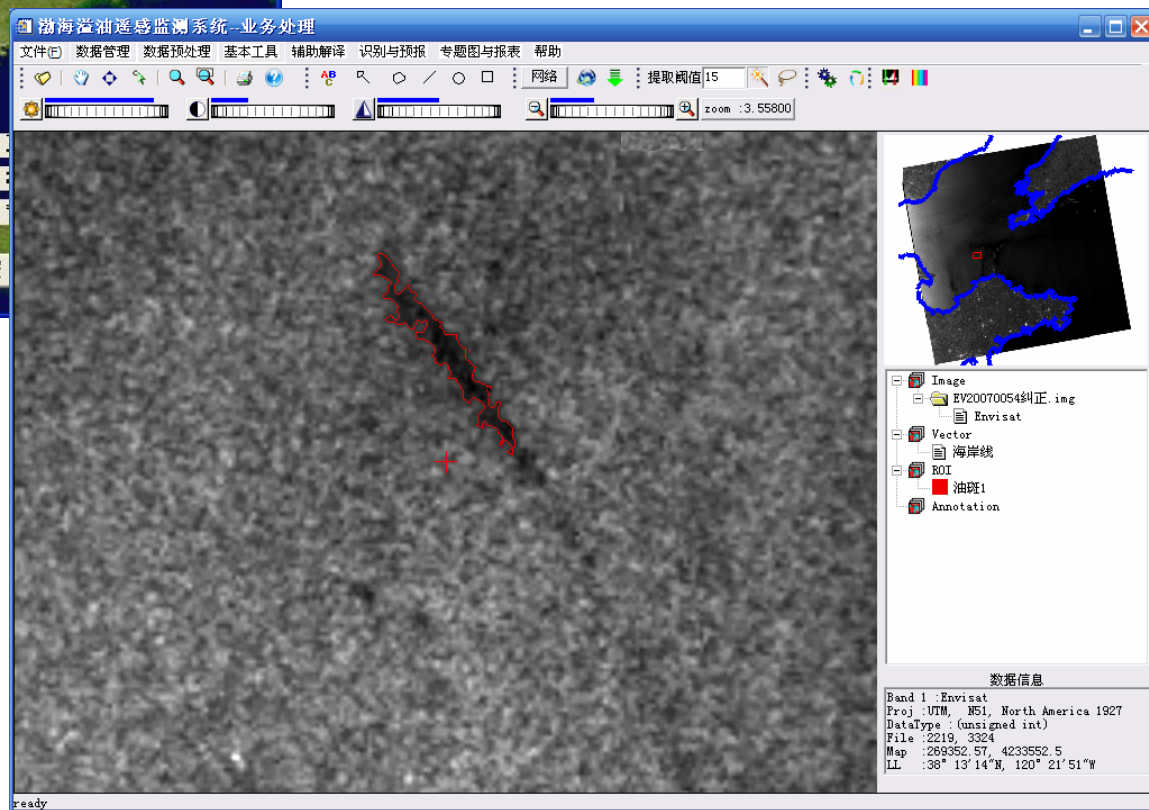 渤海溢油遥感监测系统--业务处理
文件(F) 数据管理 数据预处理 基本工具 辅助解译 识别与预报 专题图与报表 帮助
ABC 网络 提取阈值 15
zoom :3.55800
Image
EV20070054纠正.img
Envisat
Vector
海岸线
ROI
油斑1
Annotation
数据信息
Band 1 :Envisat
Proj :UTM, N51, North America 1927
DataType :(unsigned int)
File :2219, 3324
Map :269352.57, 4233552.5
LL :38° 13'14"N, 120° 21'51"W
ready